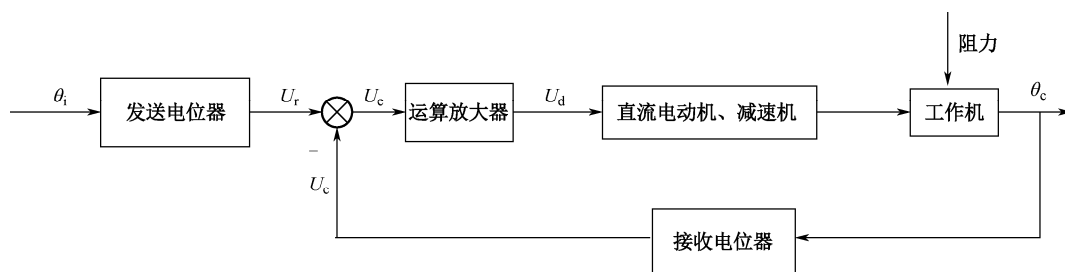 阻力
θi
发送电位器
Ur
Ue
运算放大器
Ud
直流电动机、减速机
工作机
θc
−
Uc
接收电位器